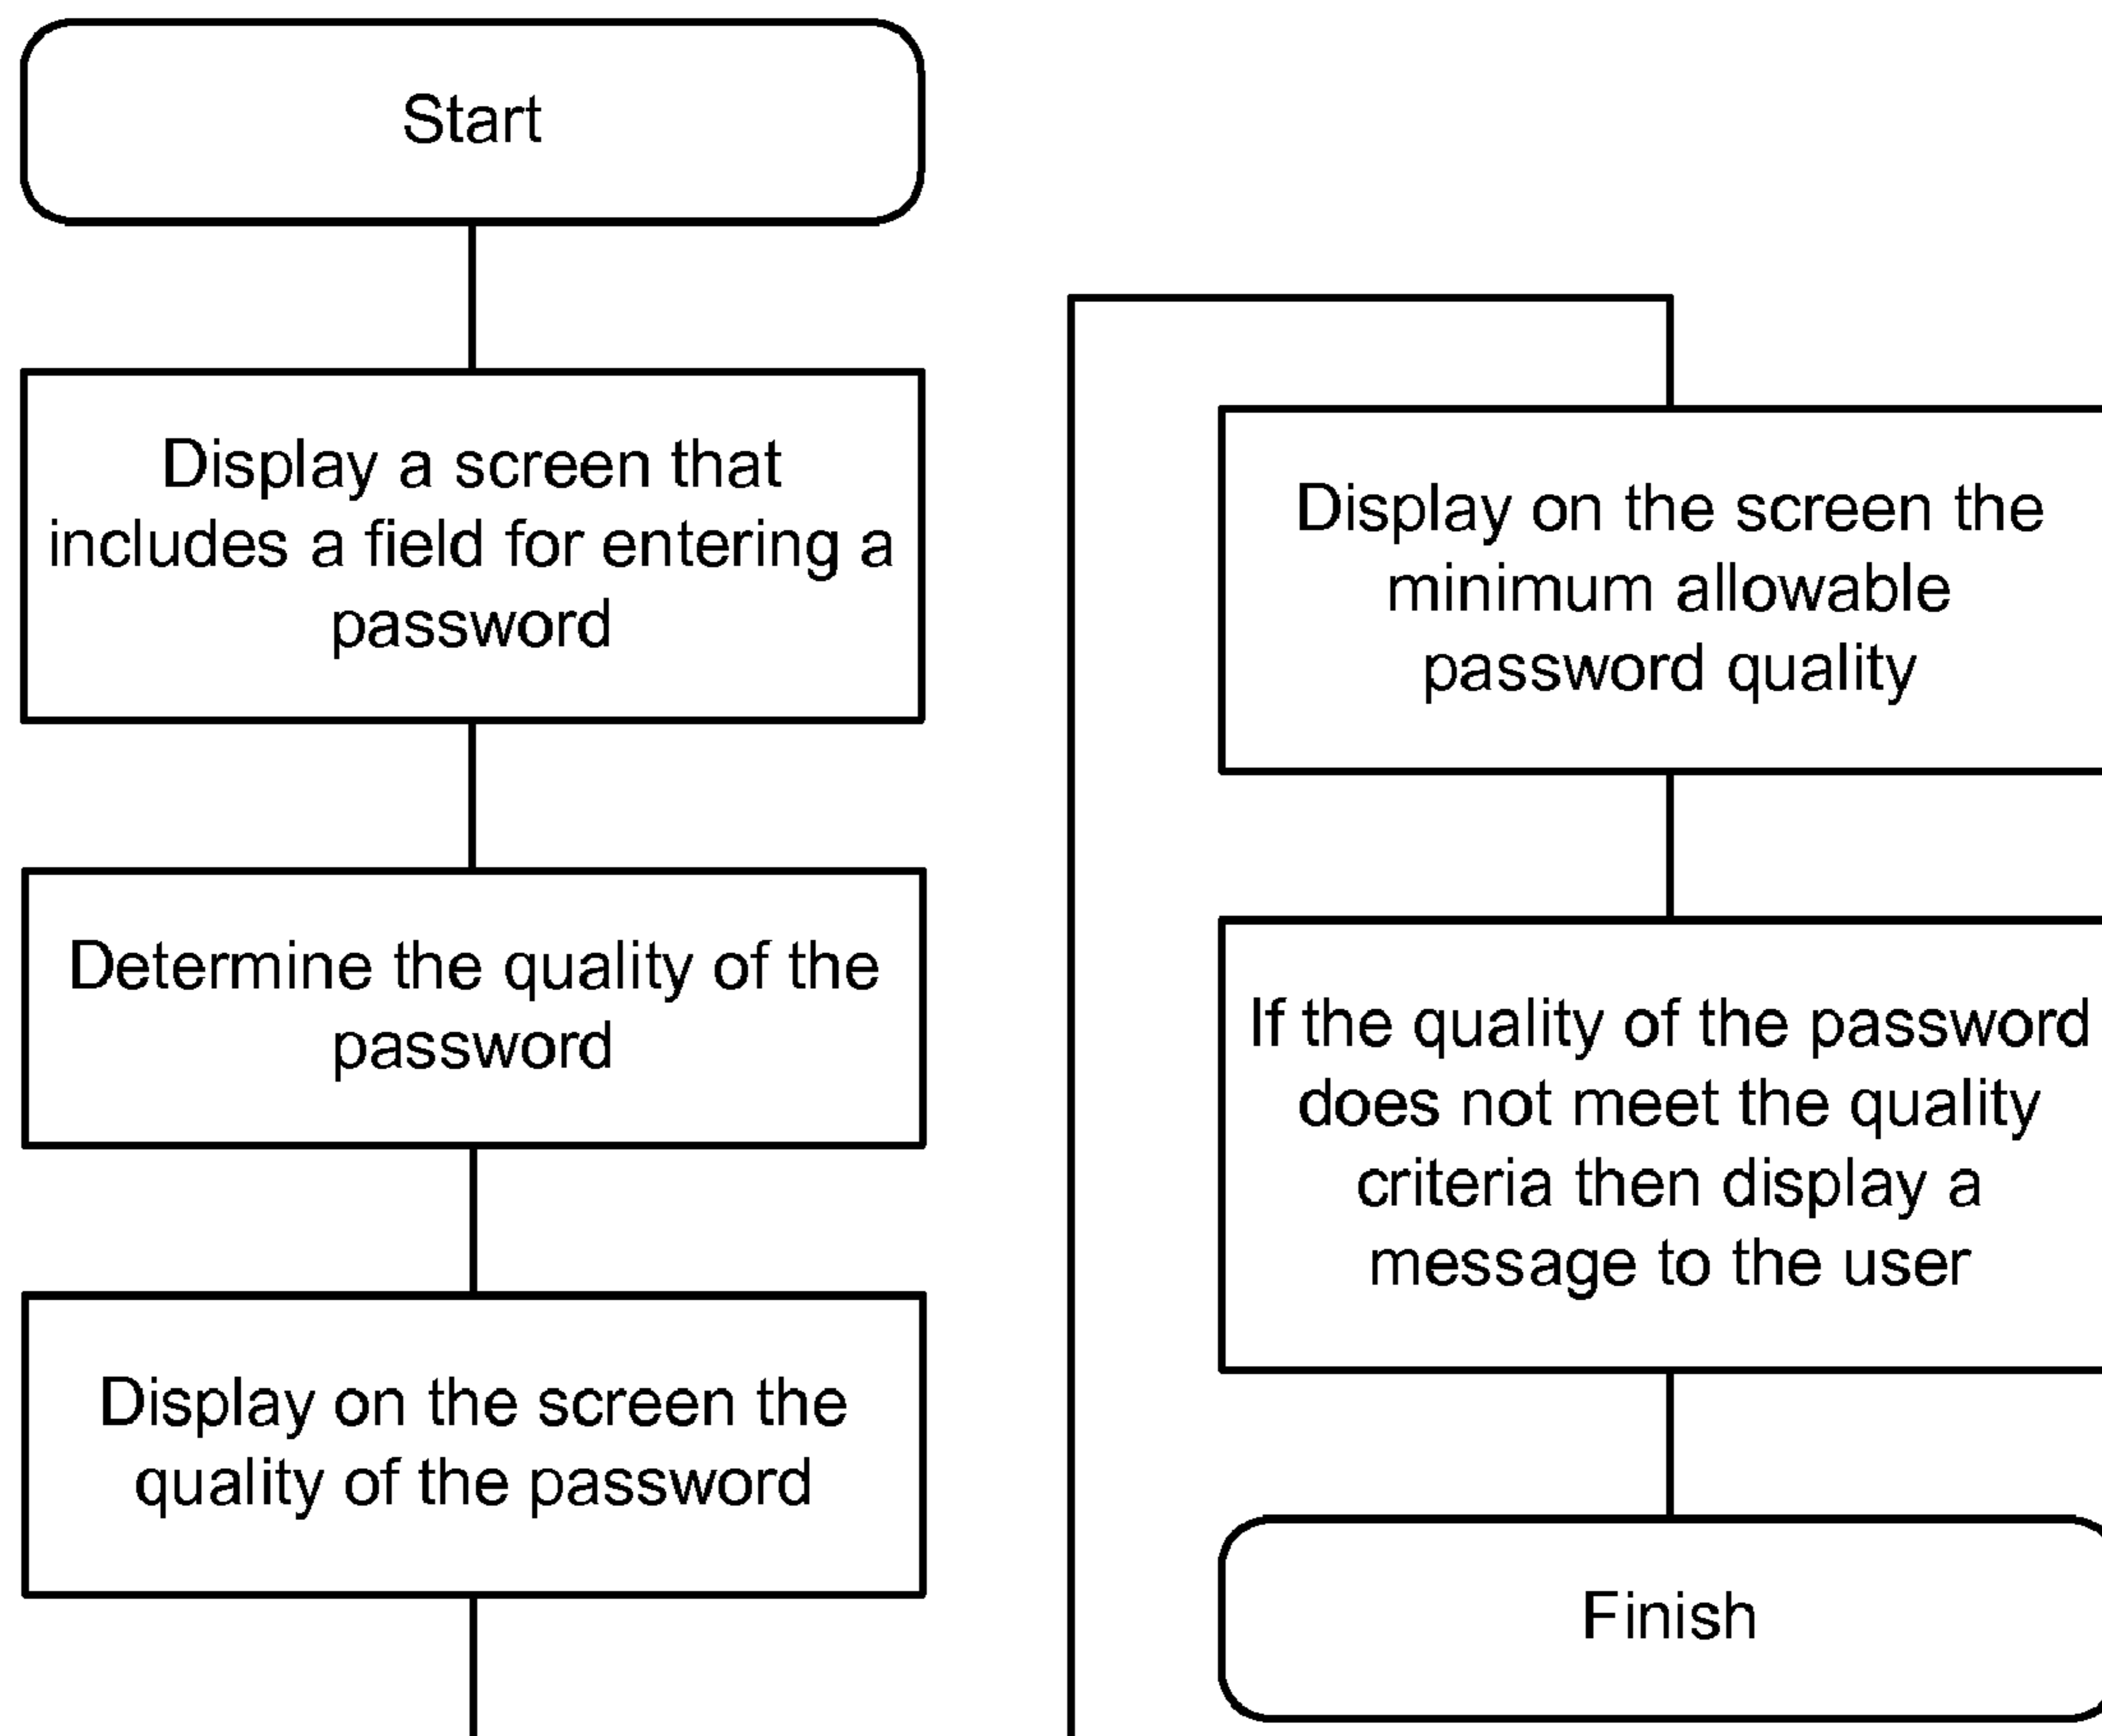 Start
Display a screen that
includes a field for entering a
password
Determine the quality of the
password
Display on the screen the
quality of the password
Display on the screen the
minimum allowable
password quality
If the quality of the password
does not meet the quality
criteria then display a
message to the user
Finish